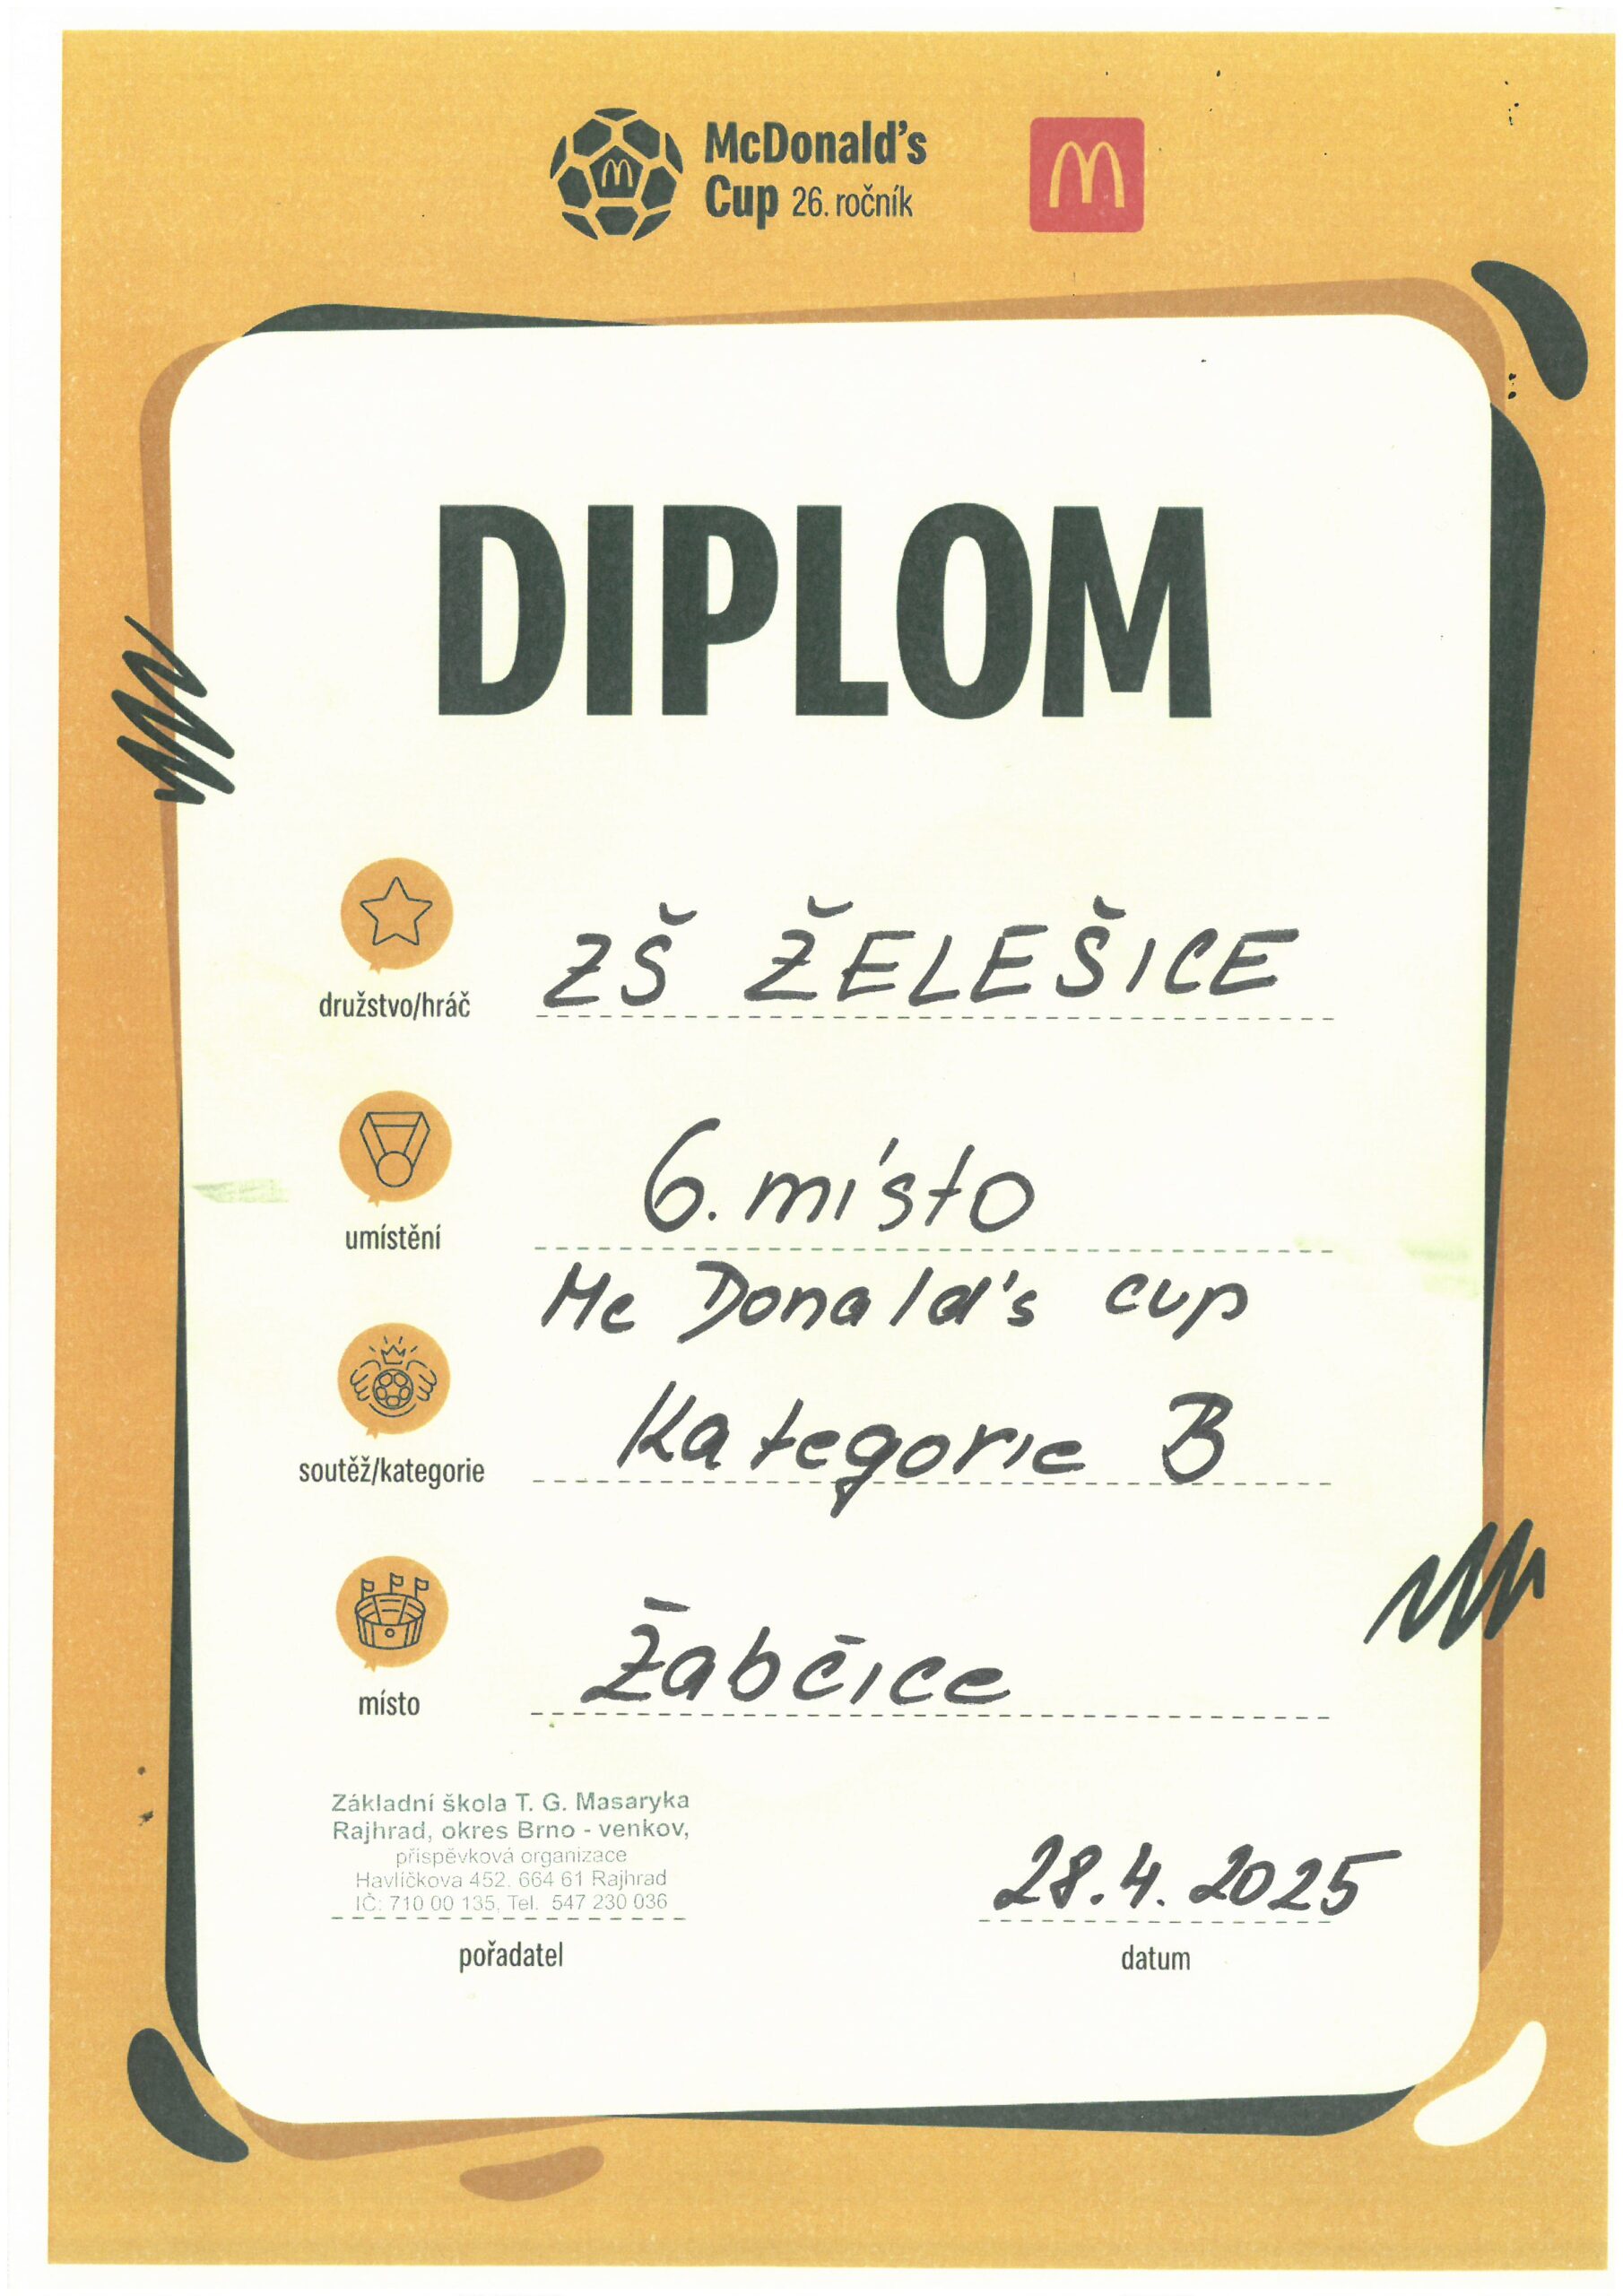 McDonald's
Cup 26. ročník
DIPLOM
družstvo/hráč
ZŠ ŽELEŠICE
umístění
6. místo
Mc Donald's cup
soutěž/kategorie
Kategorie B
místo
Žabčice
Základní škola T. G. Masaryka
Rajhrad, okres Brno - venkov,
příspěvková organizace
Havlíčkova 452, 664 61 Rajhrad
IČ: 710 00 135, Tel. 547 230 036
28.4.2025
pořadatel
datum